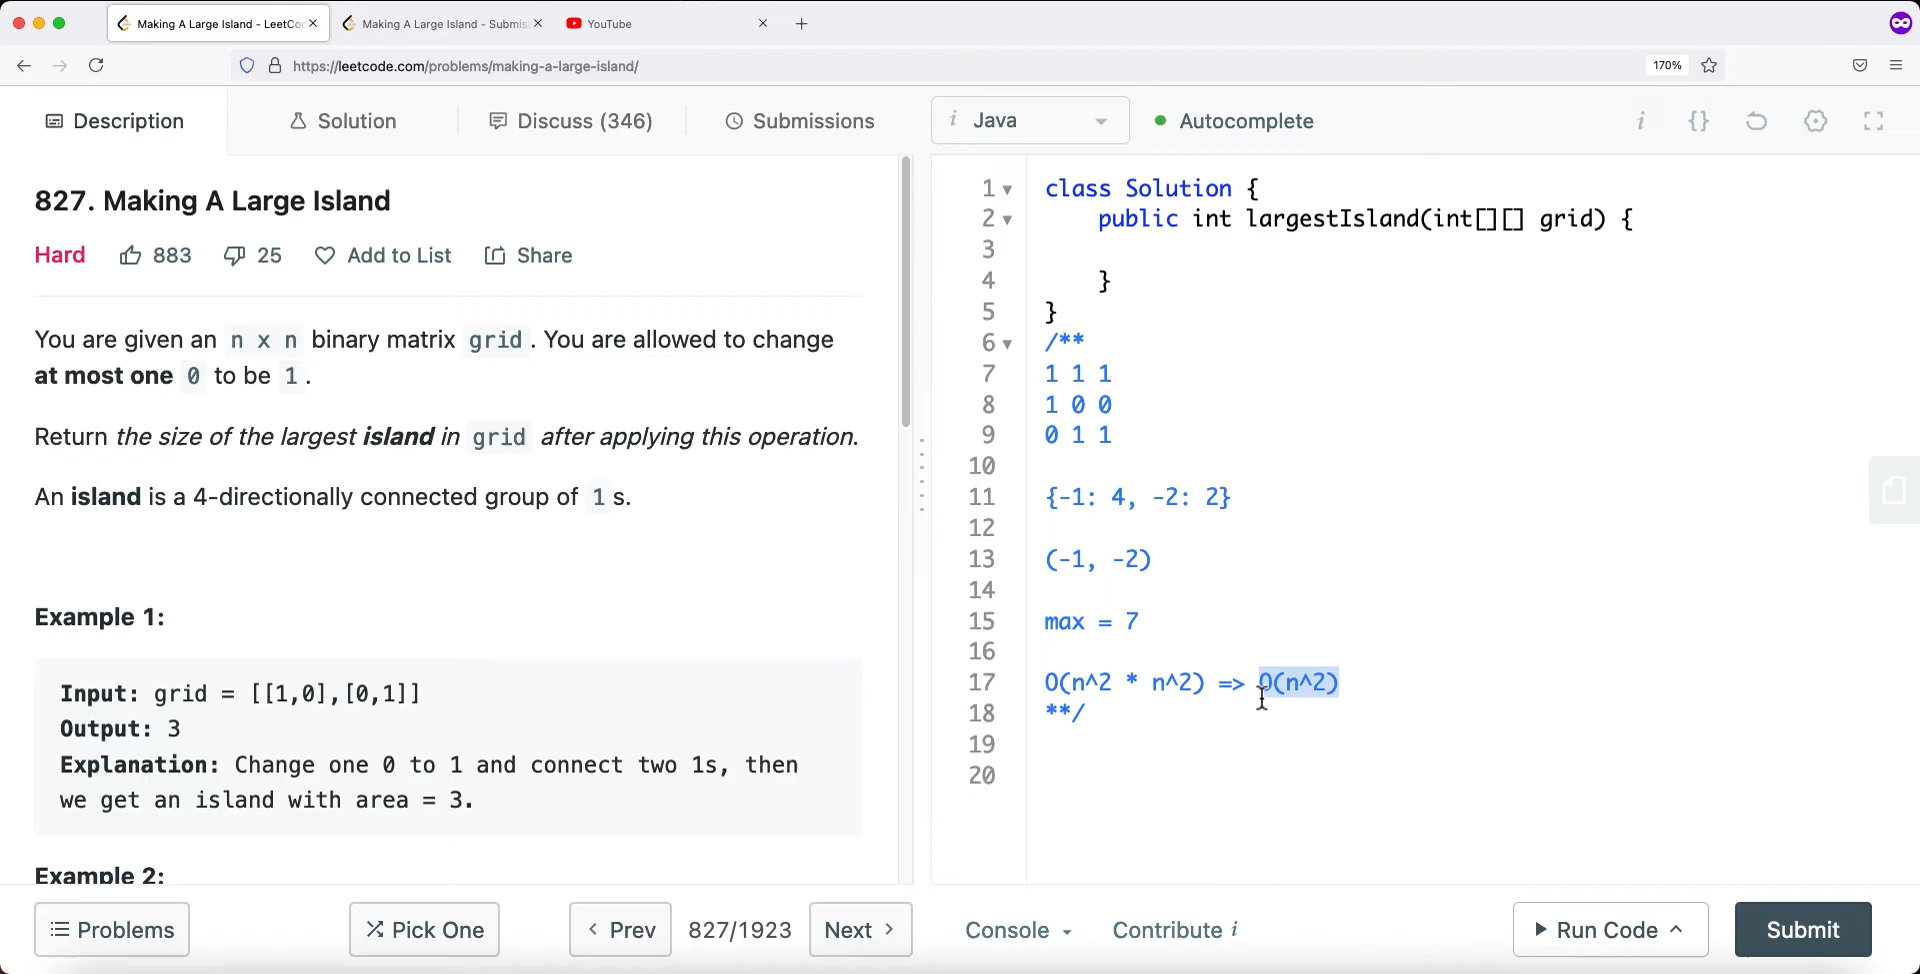 Making A Large Island - LeetCo
Making A Large Island - Submis
YouTube
https://leetcode.com/problems/making-a-large-island/
170%
Description
Solution
Discuss (346)
Submissions
i Java
Autocomplete
i {}
827. Making A Large Island
Hard 883 25 Add to List Share
You are given an n x n binary matrix grid. You are allowed to change
at most one 0 to be 1.
Return the size of the largest island in grid after applying this operation.
An island is a 4-directionally connected group of 1s.
Example 1:
Input: grid = [[1,0],[0,1]]
Output: 3
Explanation: Change one 0 to 1 and connect two 1s, then
we get an island with area = 3.
Example 2:
1 class Solution {
2 public int largestIsland(int[][] grid) {
3
4 }
5 }
6 /**
7 1 1 1
8 1 0 0
9 0 1 1
10
11 {-1: 4, -2: 2}
12
13 (-1, -2)
14
15 max = 7
16
17 O(n^2 * n^2) => O(n^2)
18 **/
19
20
Problems
Pick One
Prev
827/1923
Next
Console
Contribute i
Run Code
Submit